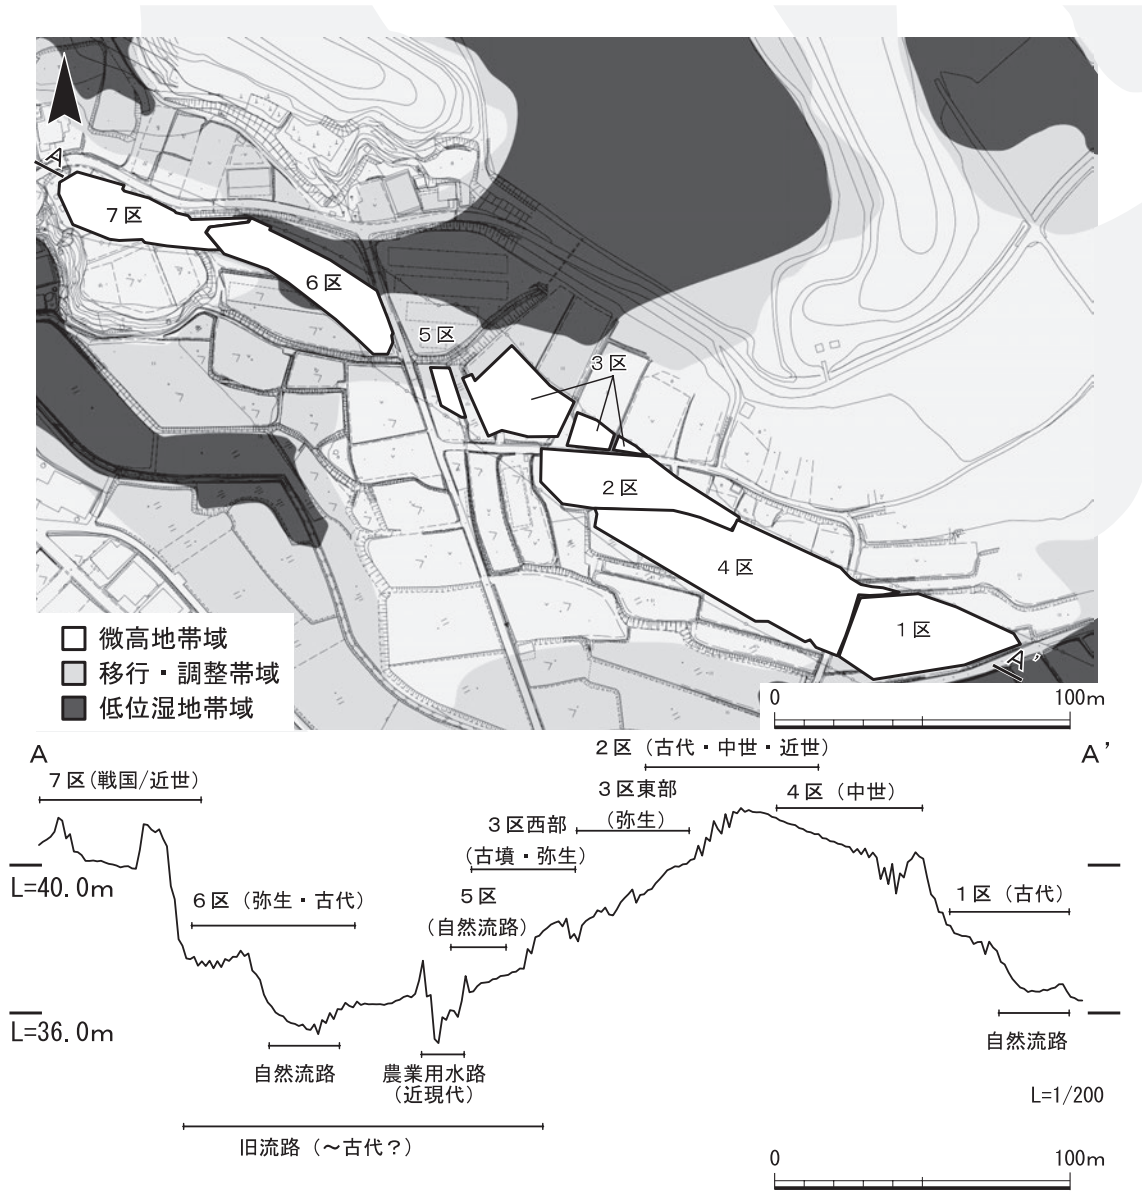 A
7区
6区
5区
3区
2区
4区
1区
A'
微高地帯域
移行・調整帯域
低位湿地帯域
0 100m
A
A'
2区（古代・中世・近世）
7区(戦国/近世)
3区東部
（弥生）
4区（中世）
3区西部
（古墳・弥生）
L=40.0m
6区（弥生・古代）
5区
（自然流路）
1区（古代）
L=36.0m
自然流路
自然流路
農業用水路
（近現代）
L=1/200
旧流路（～古代？）
0 100m